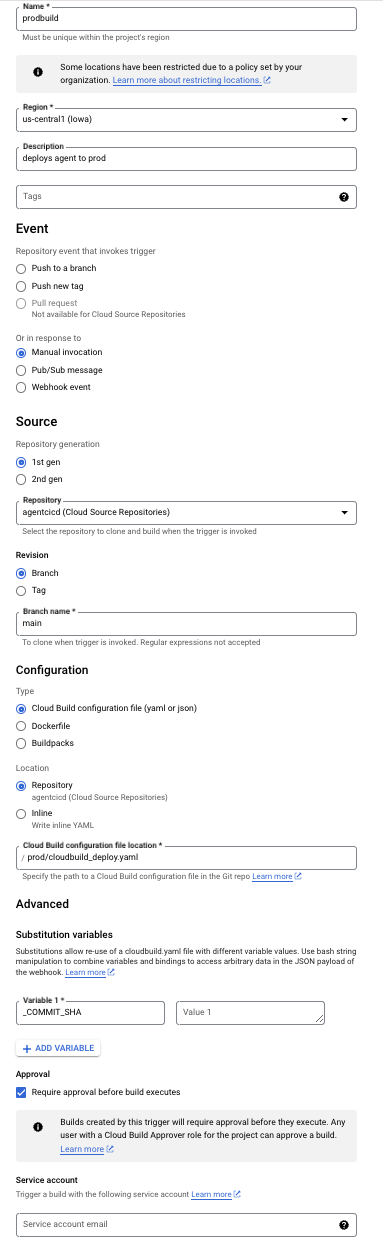 Name *
prodbuild
Must be unique within the project's region
Some locations have been restricted due to a policy set by your
organization. Learn more about restricting locations.
Region *
us-central1 (Iowa)
Description
deploys agent to prod
Tags
Event
Repository event that invokes trigger
Push to a branch
Push new tag
Pull request
Not available for Cloud Source Repositories
Or in response to
Manual invocation
Pub/Sub message
Webhook event
Source
Repository generation
1st gen
2nd gen
Repository
agentcicd (Cloud Source Repositories)
Select the repository to clone and build when the trigger is invoked
Revision
Branch
Tag
Branch name *
main
To clone when trigger is invoked. Regular expressions not accepted
Configuration
Type
Cloud Build configuration file (yaml or json)
Dockerfile
Buildpacks
Location
Repository
agentcicd (Cloud Source Repositories)
Inline
Write inline YAML
Cloud Build configuration file location *
/ prod/cloudbuild_deploy.yaml
Specify the path to a Cloud Build configuration file in the Git repo Learn more
Advanced
Substitution variables
Substitutions allow re-use of a cloudbuild.yaml file with different variable values. Use bash string
manipulation to combine variables and bindings to access arbitrary data in the JSON payload of
the webhook. Learn more
Variable 1 *
_COMMIT_SHA
Value 1
+ ADD VARIABLE
Approval
Require approval before build executes
Builds created by this trigger will require approval before they execute. Any
user with a Cloud Build Approver role for the project can approve a build.
Learn more
Service account
Trigger a build with the following service account Learn more
Service account email